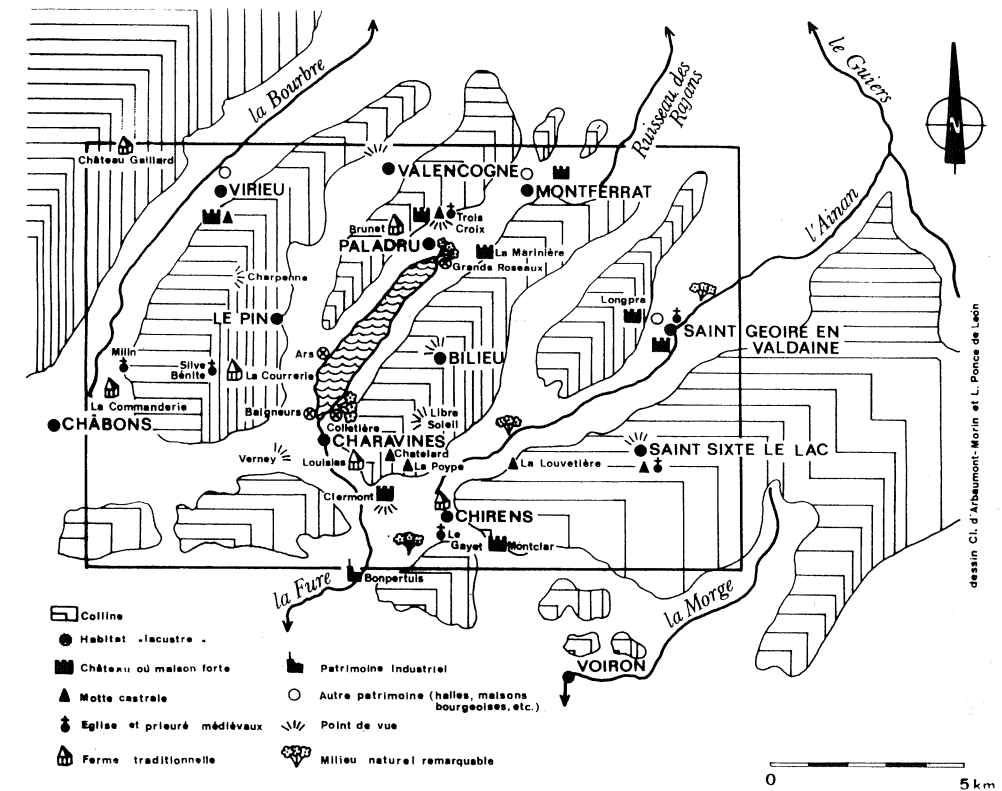 la Bourbre
Ruisseau des
Rajans
le Guiers
N
Château Gaillard
VALENCOGNE
VIRIEU
MONTFERRAT
l'Ainan
Trois
Croix
Brunet
PALADRU
La Marinière
Grands Roseaux
Charpenne
Longpra
LE PIN
SAINT GEOIRE EN
VALDAINE
Ars
BILIEU
Milin
Silve
Bénite
La Courrerie
La Commanderie
Baigneurs
Colletière
Libre
Soleil
CHÂBONS
CHARAVINES
SAINT SIXTE LE LAC
Verney
Louisias
Chatelard
La Poype
La Louvetière
Clermont
CHIRENS
Le
Gayet
Montclar
Bonpertuis
la Fure
la Morge
VOIRON
dessin Cl. d'Arbaumont-Morin et L. Ponce de León
Colline
Habitat "lacustre"
Château où maison forte
Motte castrale
Eglise et prieuré médiévaux
Ferme traditionnelle
Patrimoine Industriel
Autre patrimoine (halles, maisons
bourgeoises, etc.)
Point de vue
Milieu naturel remarquable
0
5 km